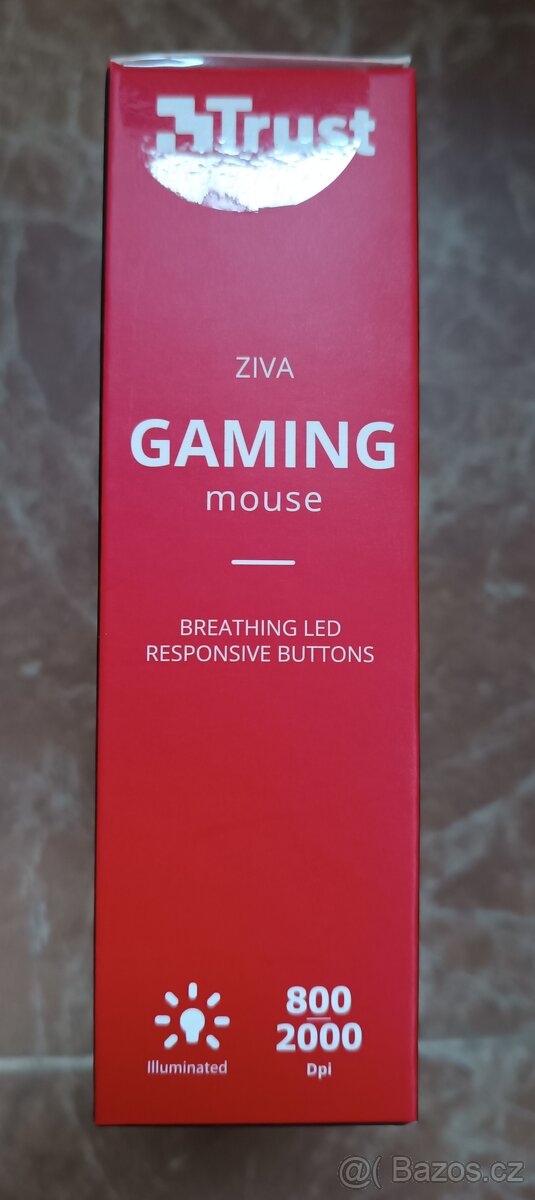 Trust
ZIVA
GAMING
mouse
BREATHING LED
RESPONSIVE BUTTONS
800
2000
Illuminated
Dpi
@( Bazos.cz